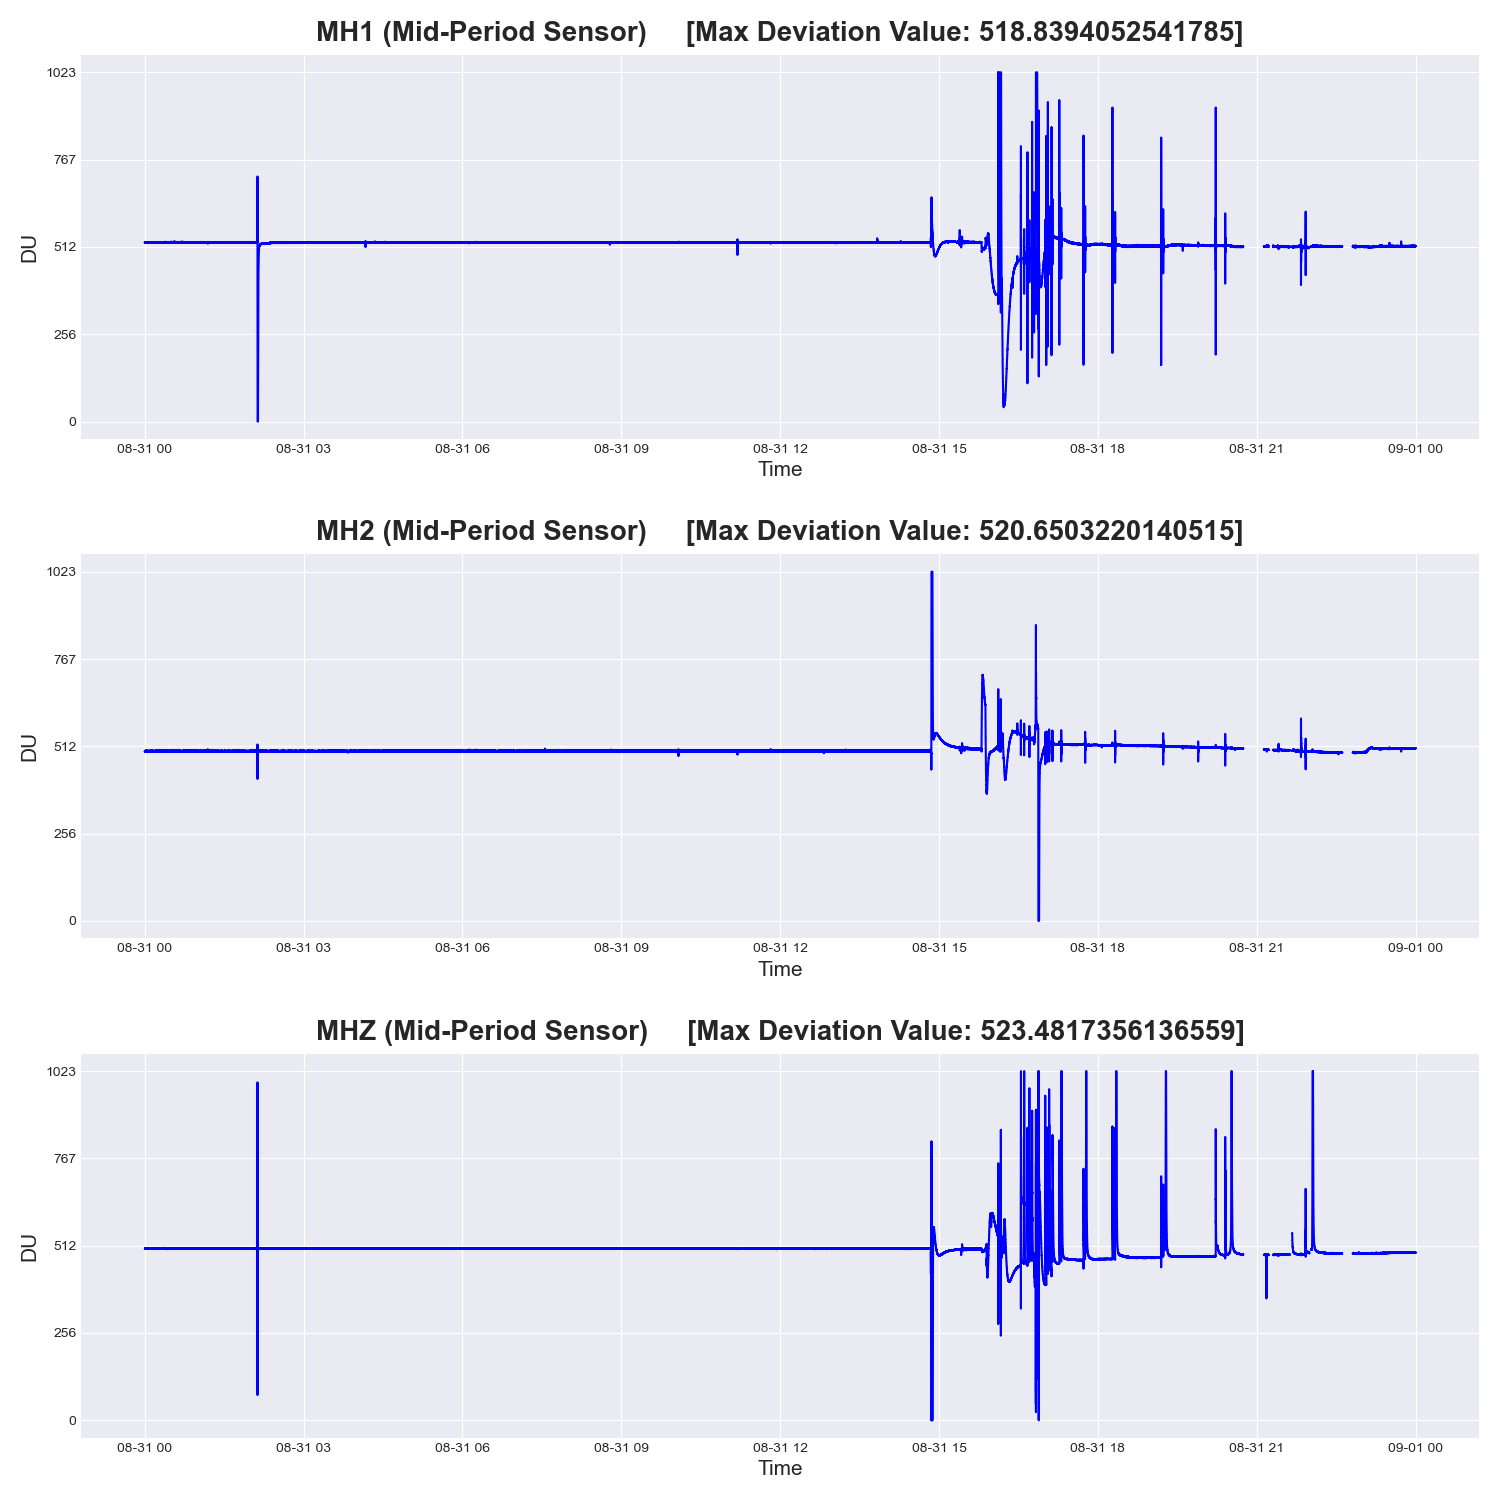 MH1 (Mid-Period Sensor) [Max Deviation Value: 518.8394052541785]
1023
767
512
256
0
DU
08-31 00 08-31 03 08-31 06 08-31 09 08-31 12 08-31 15 08-31 18 08-31 21 09-01 00
Time
MH2 (Mid-Period Sensor) [Max Deviation Value: 520.6503220140515]
1023
767
512
256
0
DU
08-31 00 08-31 03 08-31 06 08-31 09 08-31 12 08-31 15 08-31 18 08-31 21 09-01 00
Time
MHZ (Mid-Period Sensor) [Max Deviation Value: 523.4817356136559]
1023
767
512
256
0
DU
08-31 00 08-31 03 08-31 06 08-31 09 08-31 12 08-31 15 08-31 18 08-31 21 09-01 00
Time